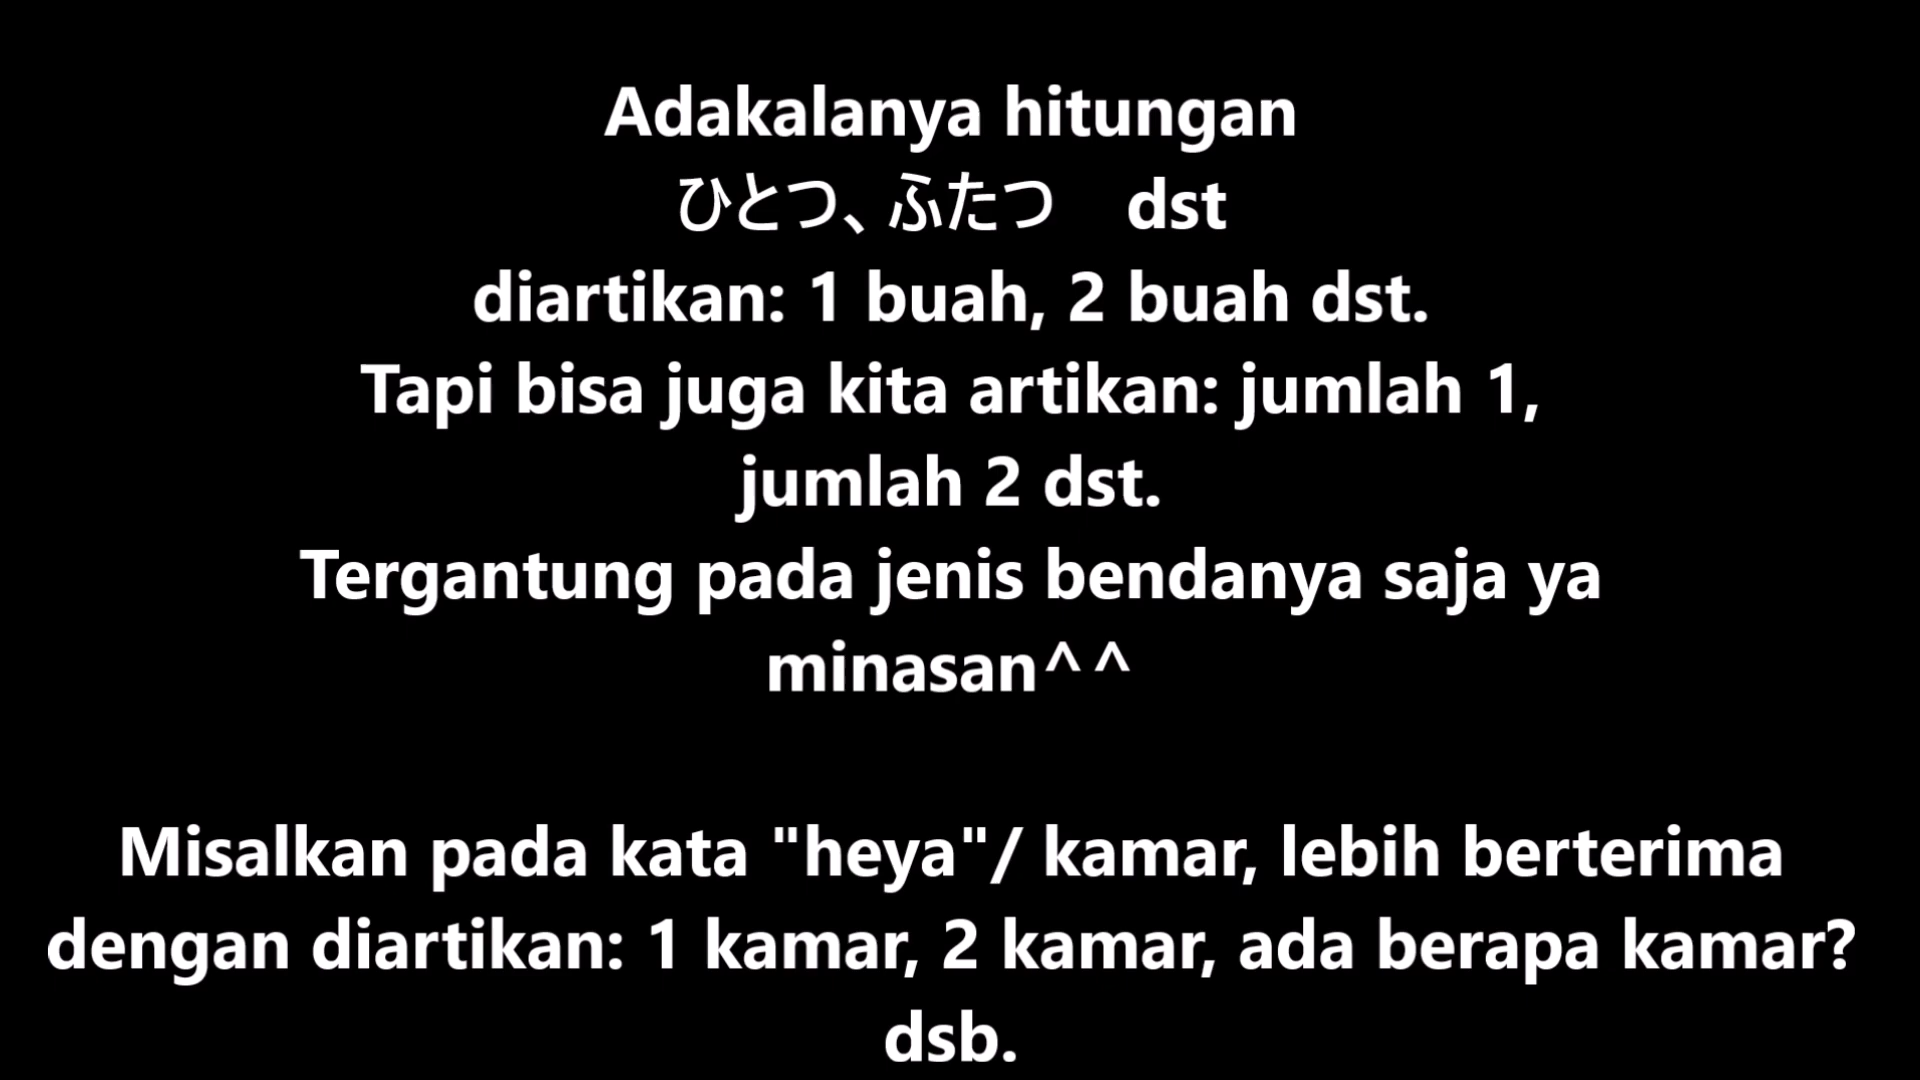 Adakalanya hitungan
ひとつ、ふたつ　dst
diartikan: 1 buah, 2 buah dst.
Tapi bisa juga kita artikan: jumlah 1,
jumlah 2 dst.
Tergantung pada jenis bendanya saja ya
minasan^^
Misalkan pada kata "heya"/ kamar, lebih berterima
dengan diartikan: 1 kamar, 2 kamar, ada berapa kamar?
dsb.